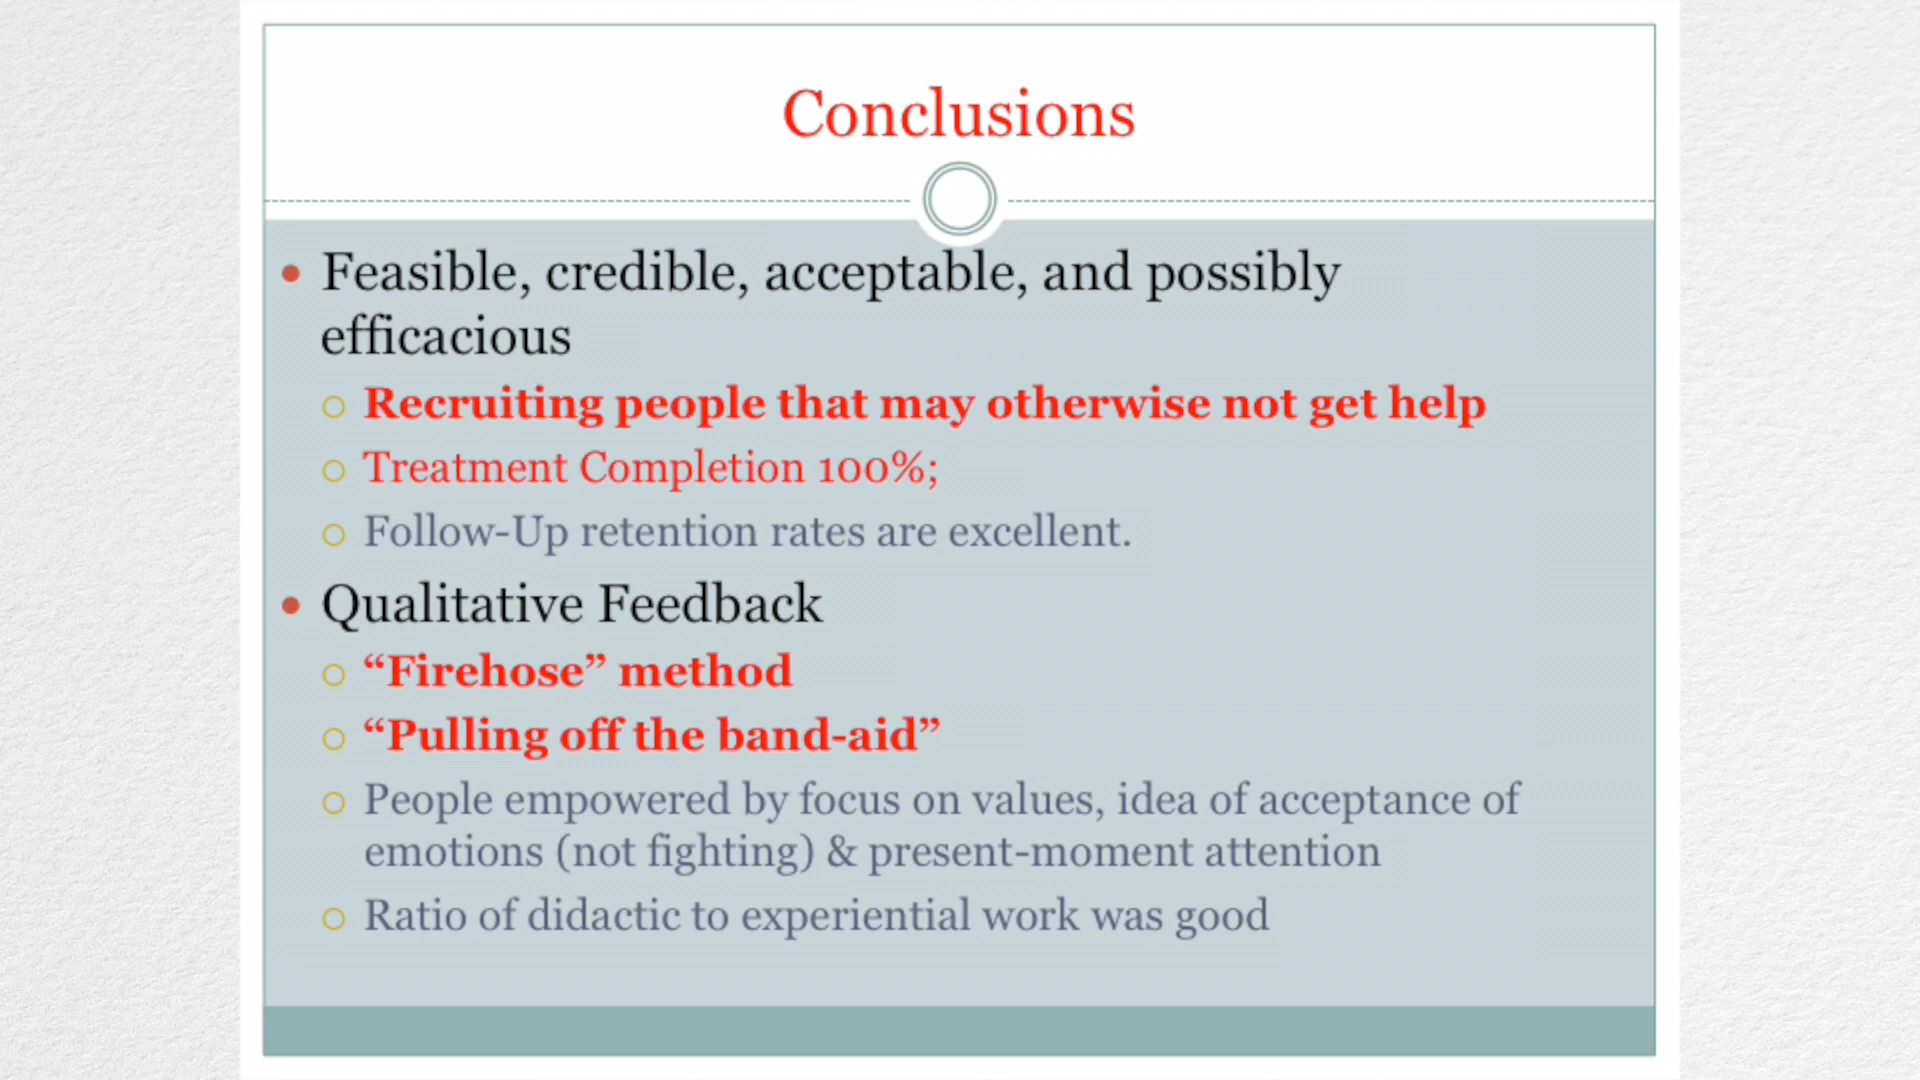 Conclusions
• Feasible, credible, acceptable, and possibly
efficacious
○ Recruiting people that may otherwise not get help
○ Treatment Completion 100%;
○ Follow-Up retention rates are excellent.
• Qualitative Feedback
○ “Firehose” method
○ “Pulling off the band-aid”
○ People empowered by focus on values, idea of acceptance of
emotions (not fighting) & present-moment attention
○ Ratio of didactic to experiential work was good